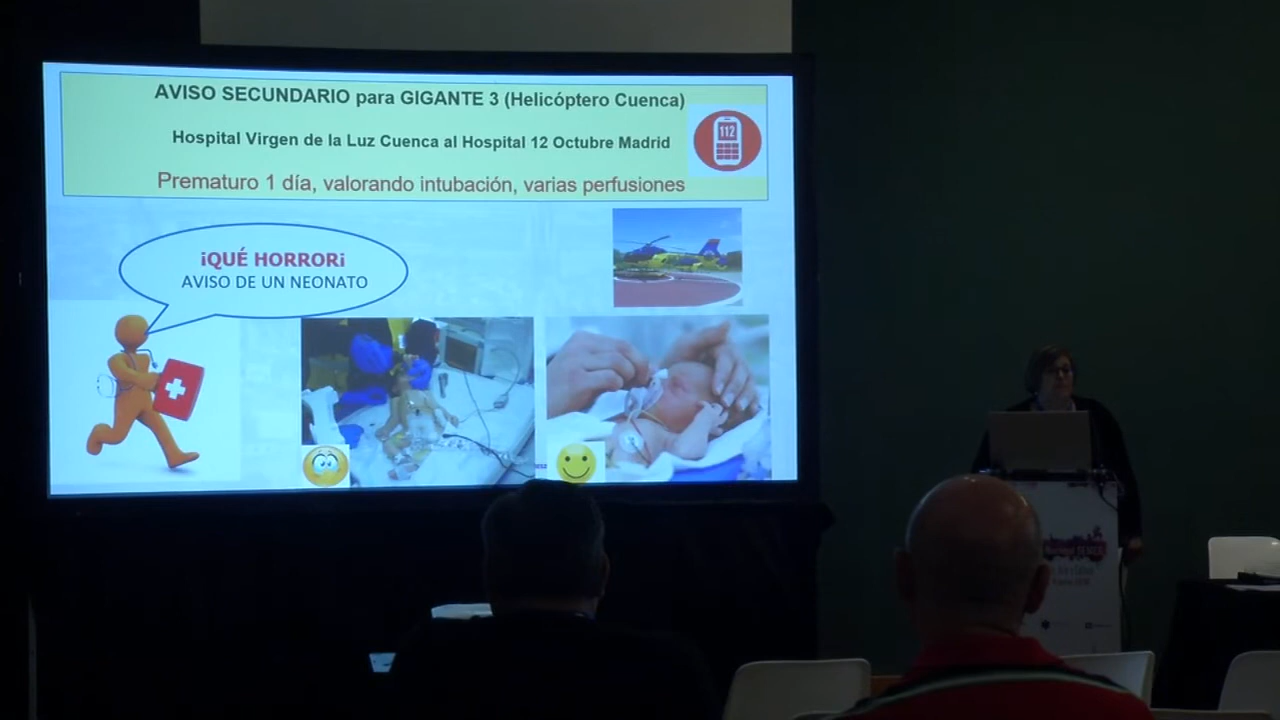 AVISO SECUNDARIO para GIGANTE 3 (Helicóptero Cuenca)
Hospital Virgen de la Luz Cuenca al Hospital 12 Octubre Madrid
112
Prematuro 1 día, valorando intubación, varias perfusiones
¡QUÉ HORROR¡
AVISO DE UN NEONATO